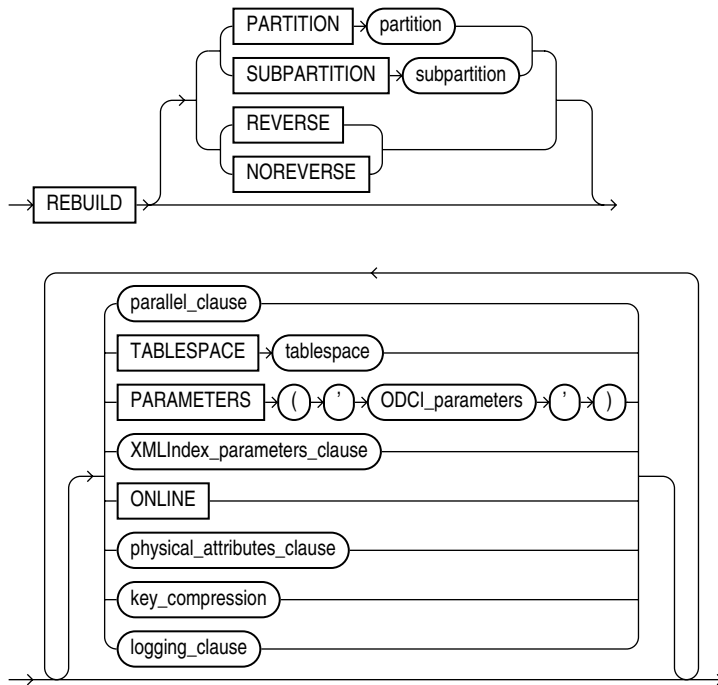 PARTITION partition
SUBPARTITION subpartition
REVERSE
NOREVERSE
REBUILD
parallel_clause
TABLESPACE tablespace
PARAMETERS ( ' ODCI_parameters ' )
XMLIndex_parameters_clause
ONLINE
physical_attributes_clause
key_compression
logging_clause